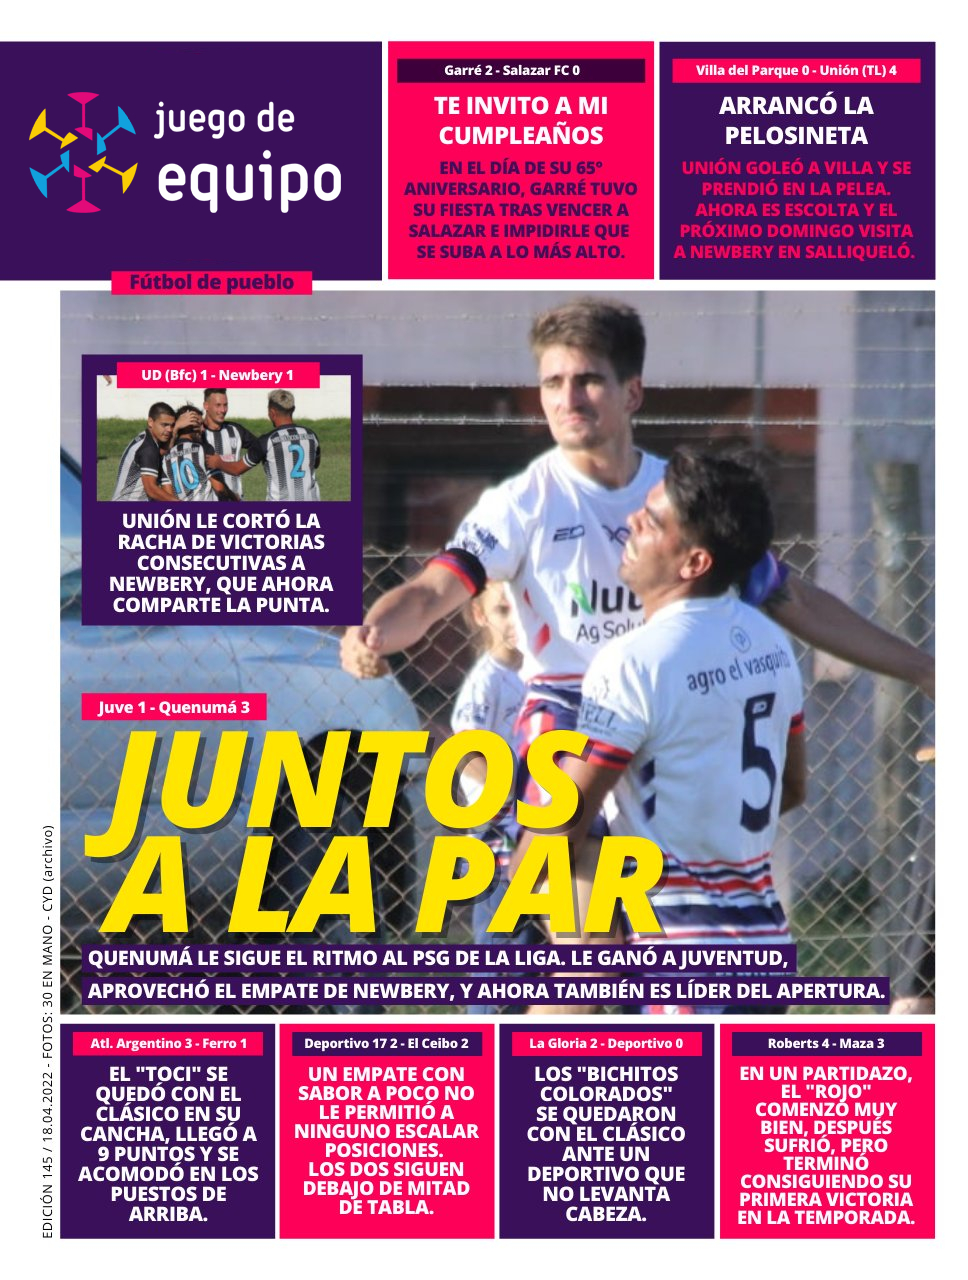 juego de
equipo
Fútbol de pueblo
Garré 2 - Salazar FC 0
TE INVITO A MI
CUMPLEAÑOS
EN EL DÍA DE SU 65º
ANIVERSARIO, GARRÉ TUVO
SU FIESTA TRAS VENCER A
SALAZAR E IMPIDIRLE QUE
SE SUBA A LO MÁS ALTO.
Villa del Parque 0 - Unión (TL) 4
ARRANCÓ LA
PELOSINETA
UNIÓN GOLEÓ A VILLA Y SE
PRENDIÓ EN LA PELEA.
AHORA ES ESCOLTA Y EL
PRÓXIMO DOMINGO VISITA
A NEWBERY EN SALLIQUELÓ.
UD (Bfc) 1 - Newbery 1
10
2
UNIÓN LE CORTÓ LA
RACHA DE VICTORIAS
CONSECUTIVAS A
NEWBERY, QUE AHORA
COMPARTE LA PUNTA.
ED
Ag
agro el vasquito
5
Juve 1 - Quenumá 3
JUNTOS
A LA PAR
QUENUMÁ LE SIGUE EL RITMO AL PSG DE LA LIGA. LE GANÓ A JUVENTUD,
APROVECHÓ EL EMPATE DE NEWBERY, Y AHORA TAMBIÉN ES LÍDER DEL APERTURA.
EDICIÓN 145 / 18.04.2022 - FOTOS: 30 EN MANO - CYD (archivo)
Atl. Argentino 3 - Ferro 1
EL "TOCI" SE
QUEDÓ CON EL
CLÁSICO EN SU
CANCHA, LLEGÓ A
9 PUNTOS Y SE
ACOMODÓ EN LOS
PUESTOS DE
ARRIBA.
Deportivo 17 2 - El Ceibo 2
UN EMPATE CON
SABOR A POCO NO
LE PERMITIÓ A
NINGUNO ESCALAR
POSICIONES.
LOS DOS SIGUEN
DEBAJO DE MITAD
DE TABLA.
La Gloria 2 - Deportivo 0
LOS "BICHITOS
COLORADOS"
SE QUEDARON
CON EL CLÁSICO
ANTE UN
DEPORTIVO QUE
NO LEVANTA
CABEZA.
Roberts 4 - Maza 3
EN UN PARTIDAZO,
EL "ROJO"
COMENZÓ MUY
BIEN, DESPUÉS
SUFRIÓ, PERO
TERMINÓ
CONSIGUIENDO SU
PRIMERA VICTORIA
EN LA TEMPORADA.